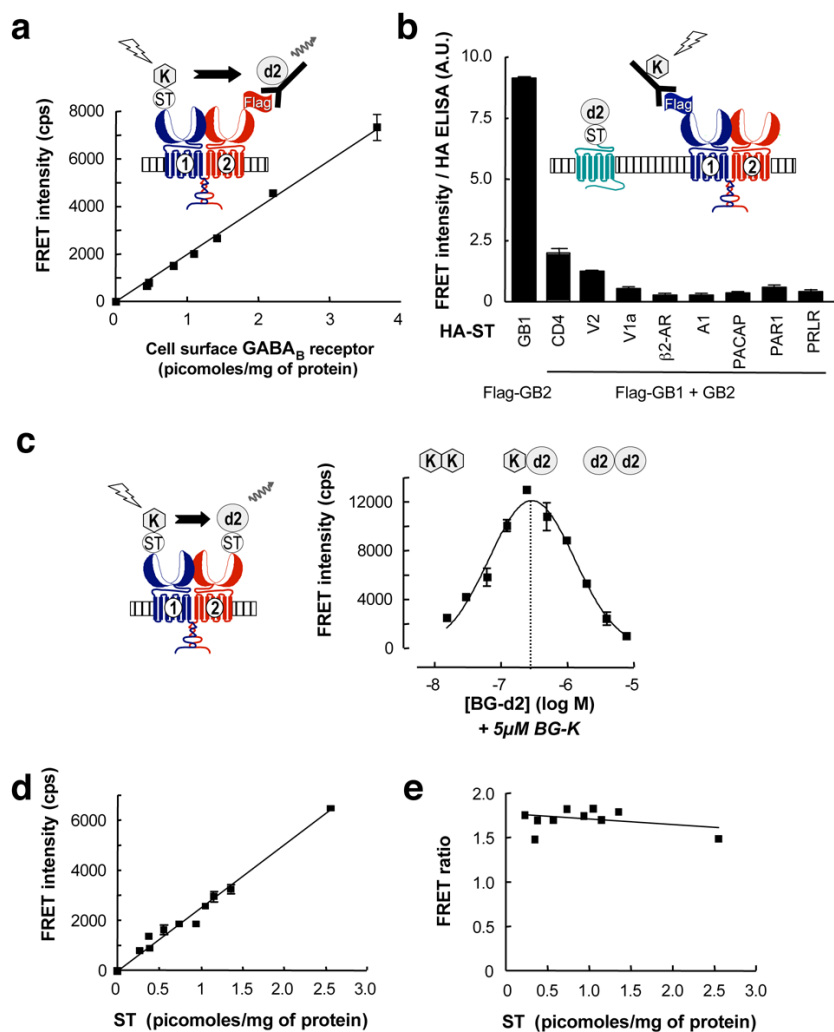 a
K
ST
d2
Flag
1
2
FRET intensity (cps)
8000
6000
4000
2000
0
0
1
2
3
4
Cell surface GABA_B receptor
(picomoles/mg of protein)
b
FRET intensity / HA ELISA (A.U.)
10.0
7.5
5.0
2.5
0
K
Flag
d2
ST
1
2
HA-ST
GB1
CD4
V2
V1a
β2-AR
A1
PACAP
PAR1
PRLR
Flag-GB2
Flag-GB1 + GB2
c
K
d2
ST
ST
1
2
K K
K d2
d2 d2
FRET intensity (cps)
12000
8000
4000
0
-8
-7
-6
-5
[BG-d2] (log M)
+ 5µM BG-K
d
FRET intensity (cps)
6000
4000
2000
0
0
0.5
1.0
1.5
2.0
2.5
3.0
ST (picomoles/mg of protein)
e
FRET ratio
2.0
1.5
1.0
0.5
0
0
0.5
1.0
1.5
2.0
2.5
3.0
ST (picomoles/mg of protein)